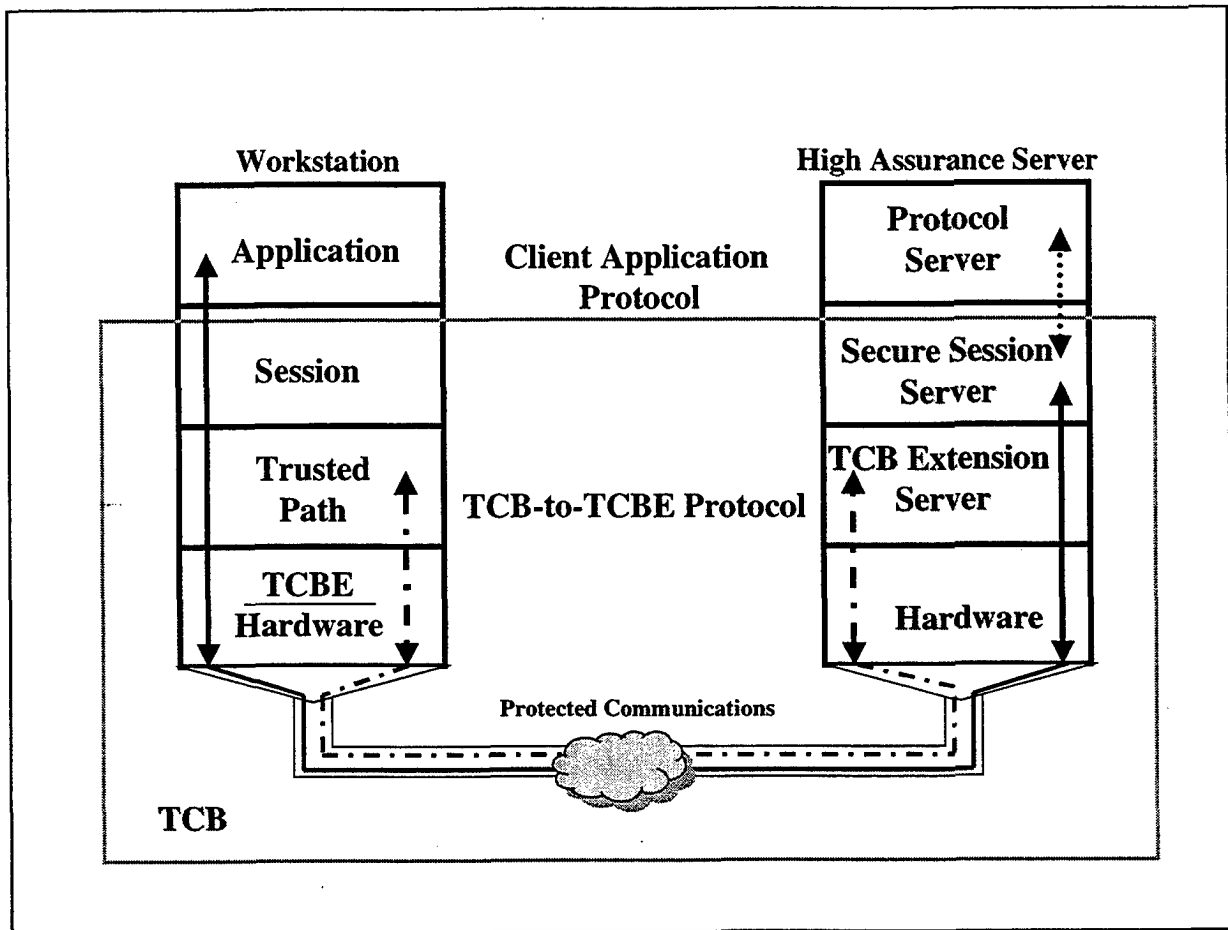 Workstation
High Assurance Server
Application
Client Application
Protocol
Protocol
Server
Session
Secure Session
Server
Trusted
Path
TCB-to-TCBE Protocol
TCB Extension
Server
TCBE
Hardware
Hardware
Protected Communications
TCB